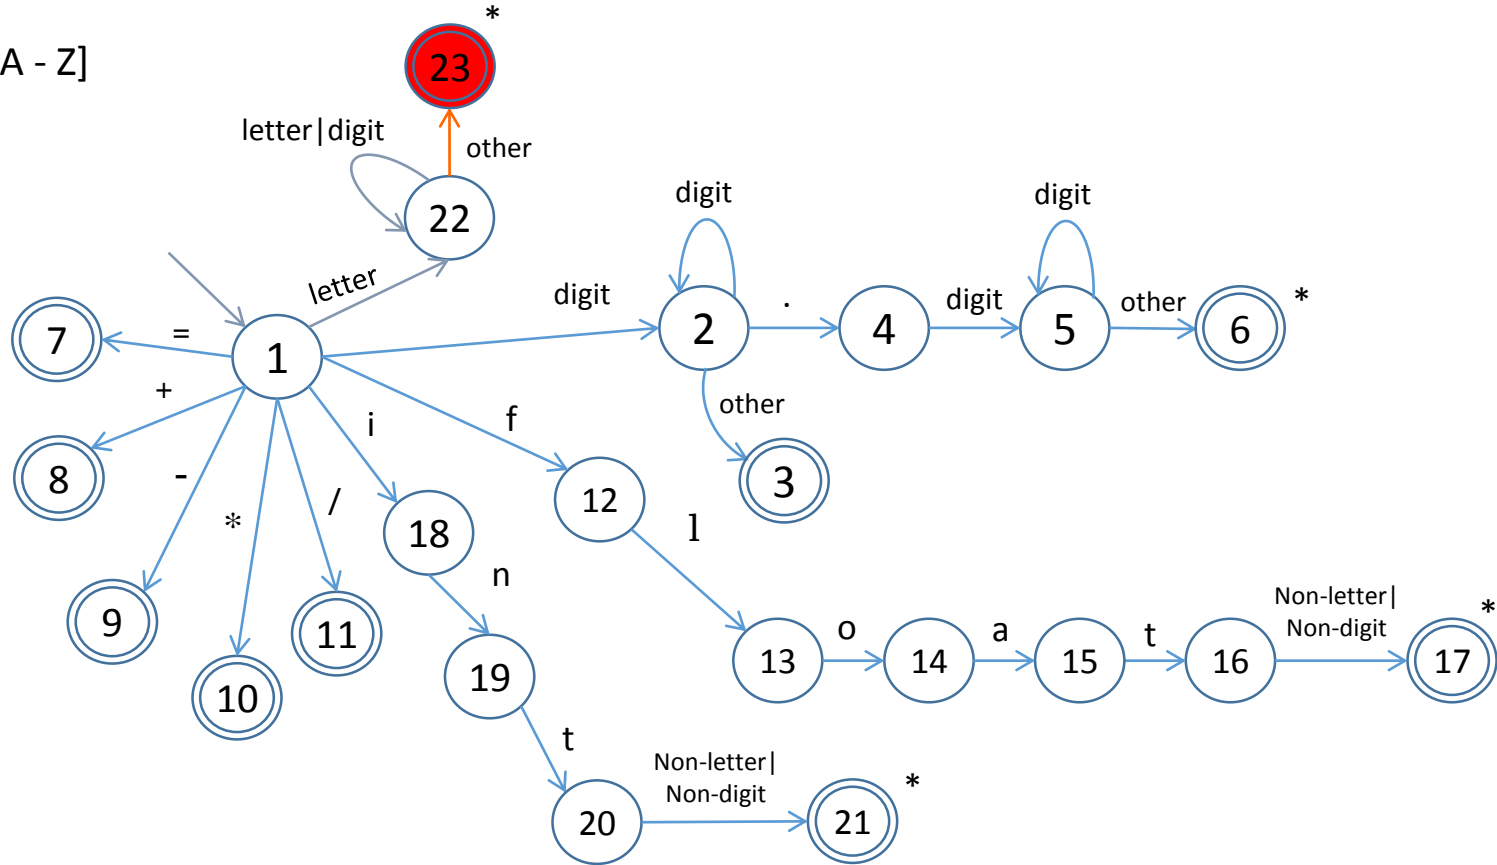 *
23
A - Z]
letter|digit
other
22
digit
digit
letter
digit
.
digit
other
*
7
=
1
2
4
5
6
+
i
f
other
8
-
*
/
18
12
3
l
n
9
11
10
19
13
o
14
a
15
t
16
Non-letter|
Non-digit
17
*
t
20
Non-letter|
Non-digit
21
*